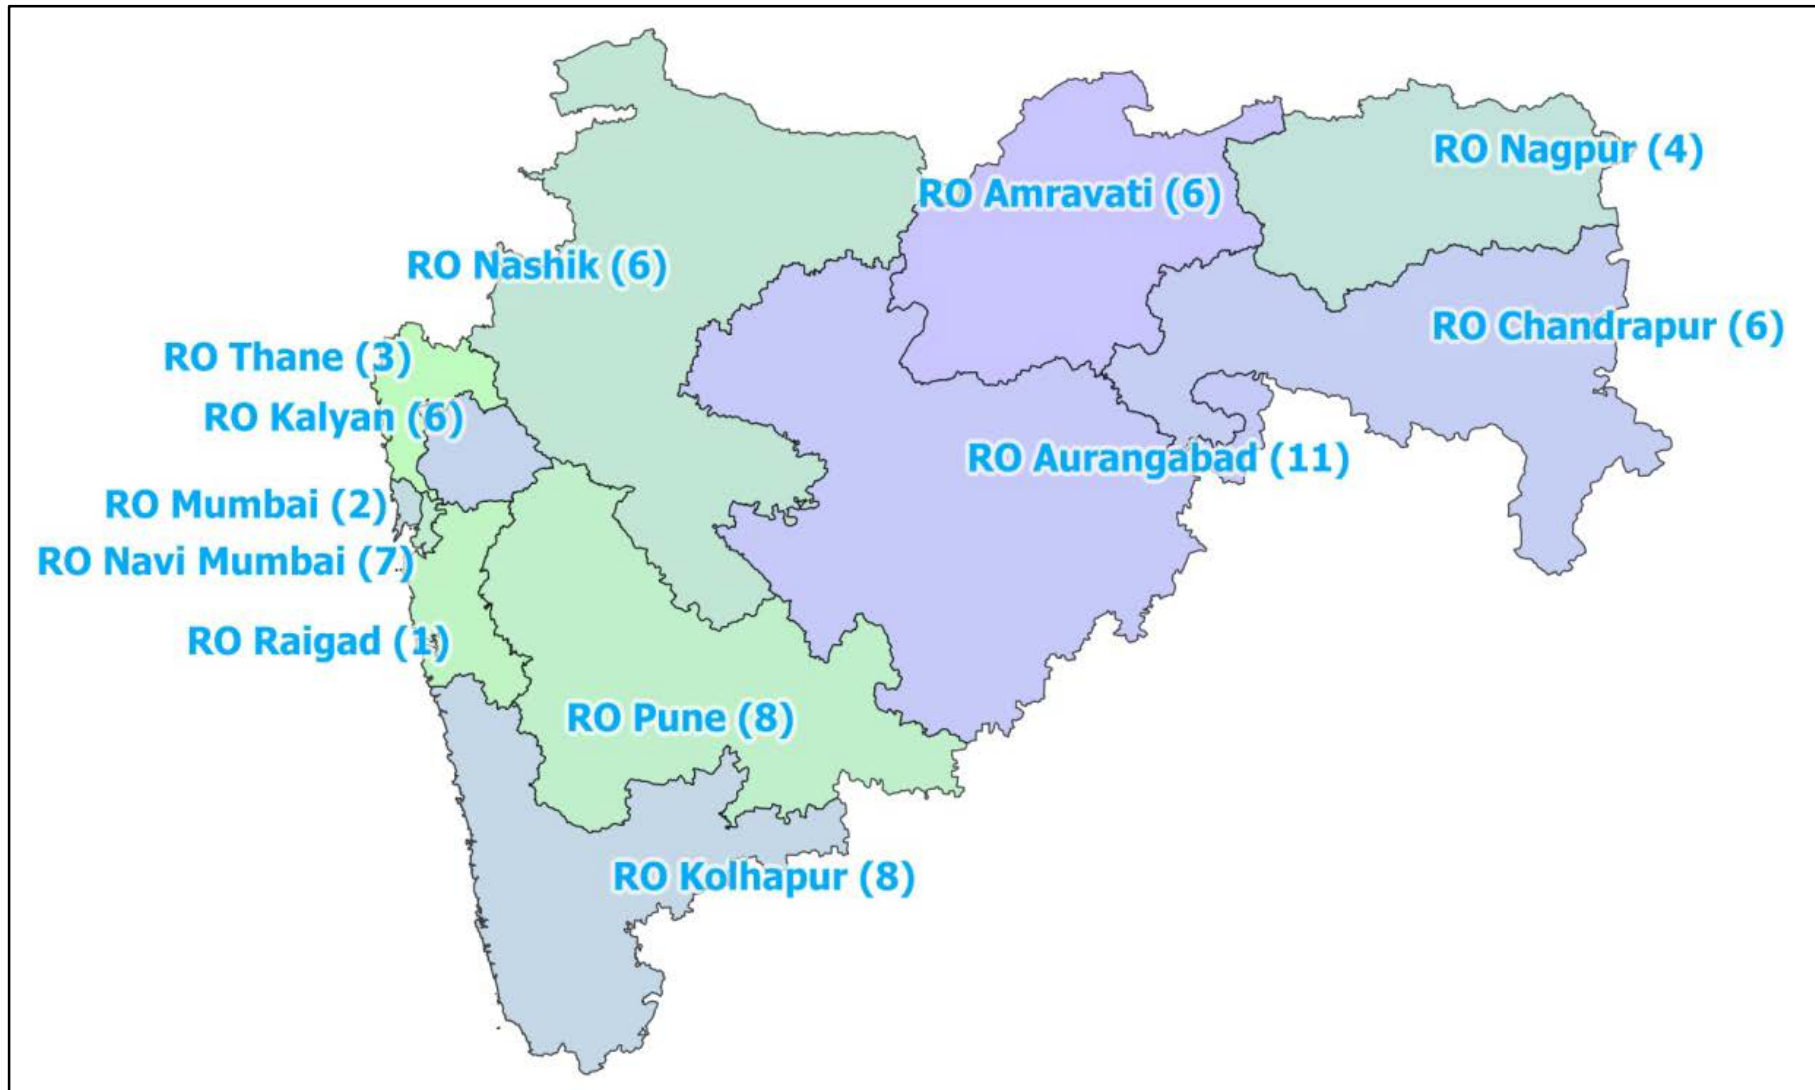 RO Nagpur (4)
RO Amravati (6)
RO Nashik (6)
RO Chandrapur (6)
RO Thane (3)
RO Kalyan (6)
RO Aurangabad (11)
RO Mumbai (2)
RO Navi Mumbai (7)
RO Raigad (1)
RO Pune (8)
RO Kolhapur (8)